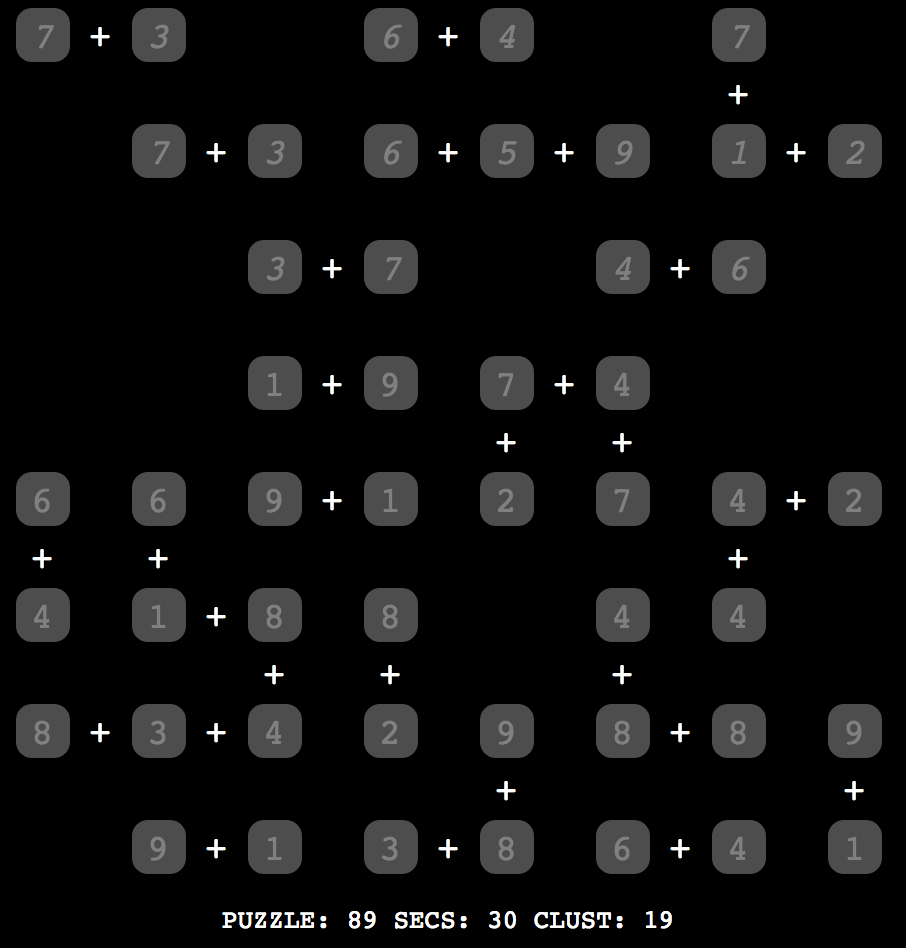 7 + 3 6 + 4 7
+
7 + 3 6 + 5 + 9 1 + 2
3 + 7 4 + 6
1 + 9 7 + 4
+ +
6 6 9 + 1 2 7 4 + 2
+ + +
4 1 + 8 8 4 4
+ + +
8 + 3 + 4 2 9 8 + 8 9
+ +
9 + 1 3 + 8 6 + 4 1
PUZZLE: 89 SECS: 30 CLUST: 19